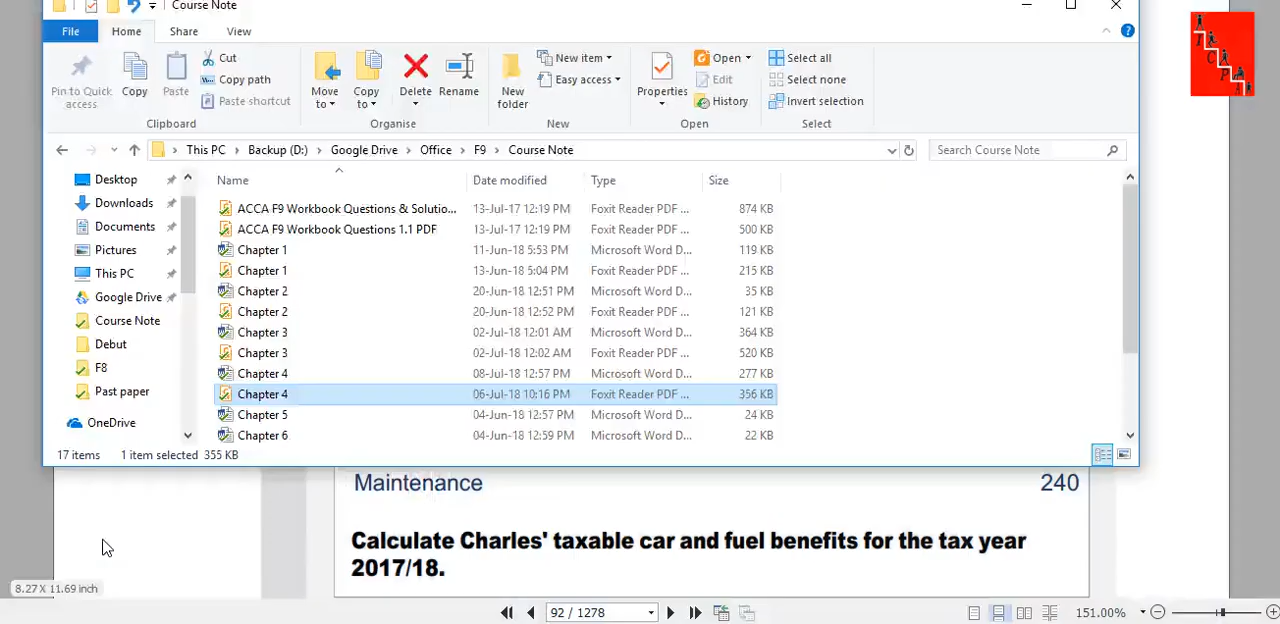 Course Note
File Home Share View
Cut
Copy path
Paste shortcut
Pin to Quick access
Copy
Paste
Clipboard
Move to
Copy to
Delete
Rename
Organise
New folder
New item
Easy access
New
Properties
Open
Edit
History
Open
Select all
Select none
Invert selection
Select
This PC > Backup (D:) > Google Drive > Office > F9 > Course Note
Search Course Note
Desktop
Downloads
Documents
Pictures
This PC
Google Drive
Course Note
Debut
F8
Past paper
OneDrive
Name Date modified Type Size
ACCA F9 Workbook Questions & Solutio... 13-Jul-17 12:19 PM Foxit Reader PDF ... 874 KB
ACCA F9 Workbook Questions 1.1 PDF 13-Jul-17 12:19 PM Foxit Reader PDF ... 500 KB
Chapter 1 11-Jun-18 5:53 PM Microsoft Word D... 119 KB
Chapter 1 13-Jun-18 5:04 PM Foxit Reader PDF ... 215 KB
Chapter 2 20-Jun-18 12:51 PM Microsoft Word D... 35 KB
Chapter 2 20-Jun-18 12:52 PM Foxit Reader PDF ... 121 KB
Chapter 3 02-Jul-18 12:01 AM Microsoft Word D... 364 KB
Chapter 3 02-Jul-18 12:02 AM Foxit Reader PDF ... 520 KB
Chapter 4 08-Jul-18 12:57 PM Microsoft Word D... 277 KB
Chapter 4 06-Jul-18 10:16 PM Foxit Reader PDF ... 356 KB
Chapter 5 04-Jun-18 12:57 PM Microsoft Word D... 24 KB
Chapter 6 04-Jun-18 12:59 PM Microsoft Word D... 22 KB
17 items 1 item selected 355 KB
T C P A
Maintenance 240
Calculate Charles' taxable car and fuel benefits for the tax year
2017/18.
8.27 X 11.69 inch
92 / 1278
151.00%